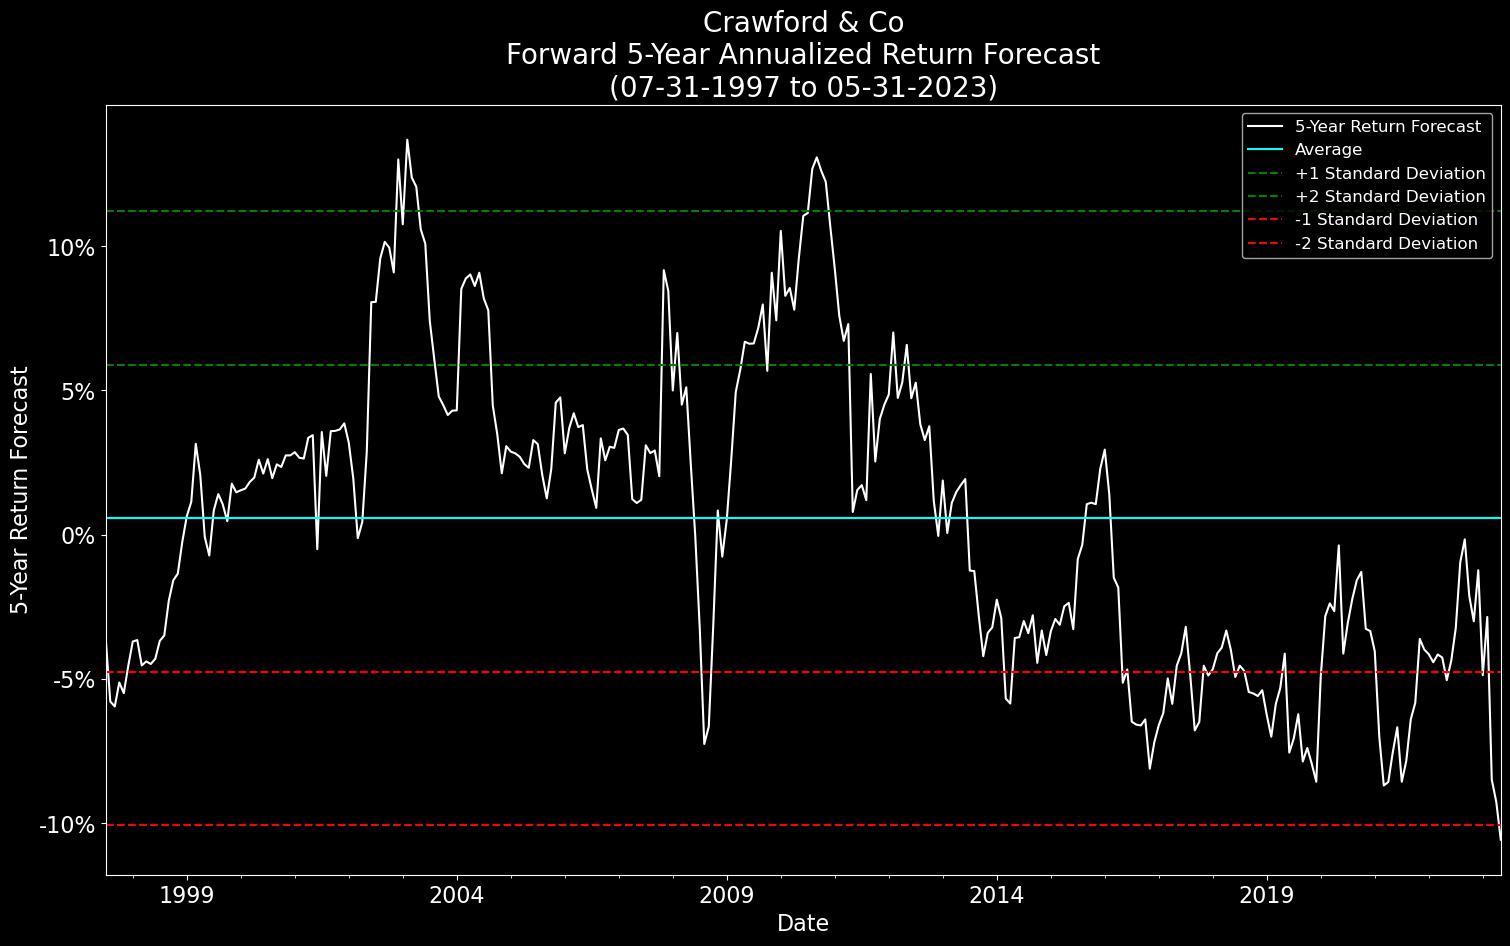 Crawford & Co
Forward 5-Year Annualized Return Forecast
(07-31-1997 to 05-31-2023)
5-Year Return Forecast
Average
+1 Standard Deviation
+2 Standard Deviation
-1 Standard Deviation
-2 Standard Deviation
5-Year Return Forecast
10%
5%
0%
-5%
-10%
1999
2004
2009
2014
2019
Date